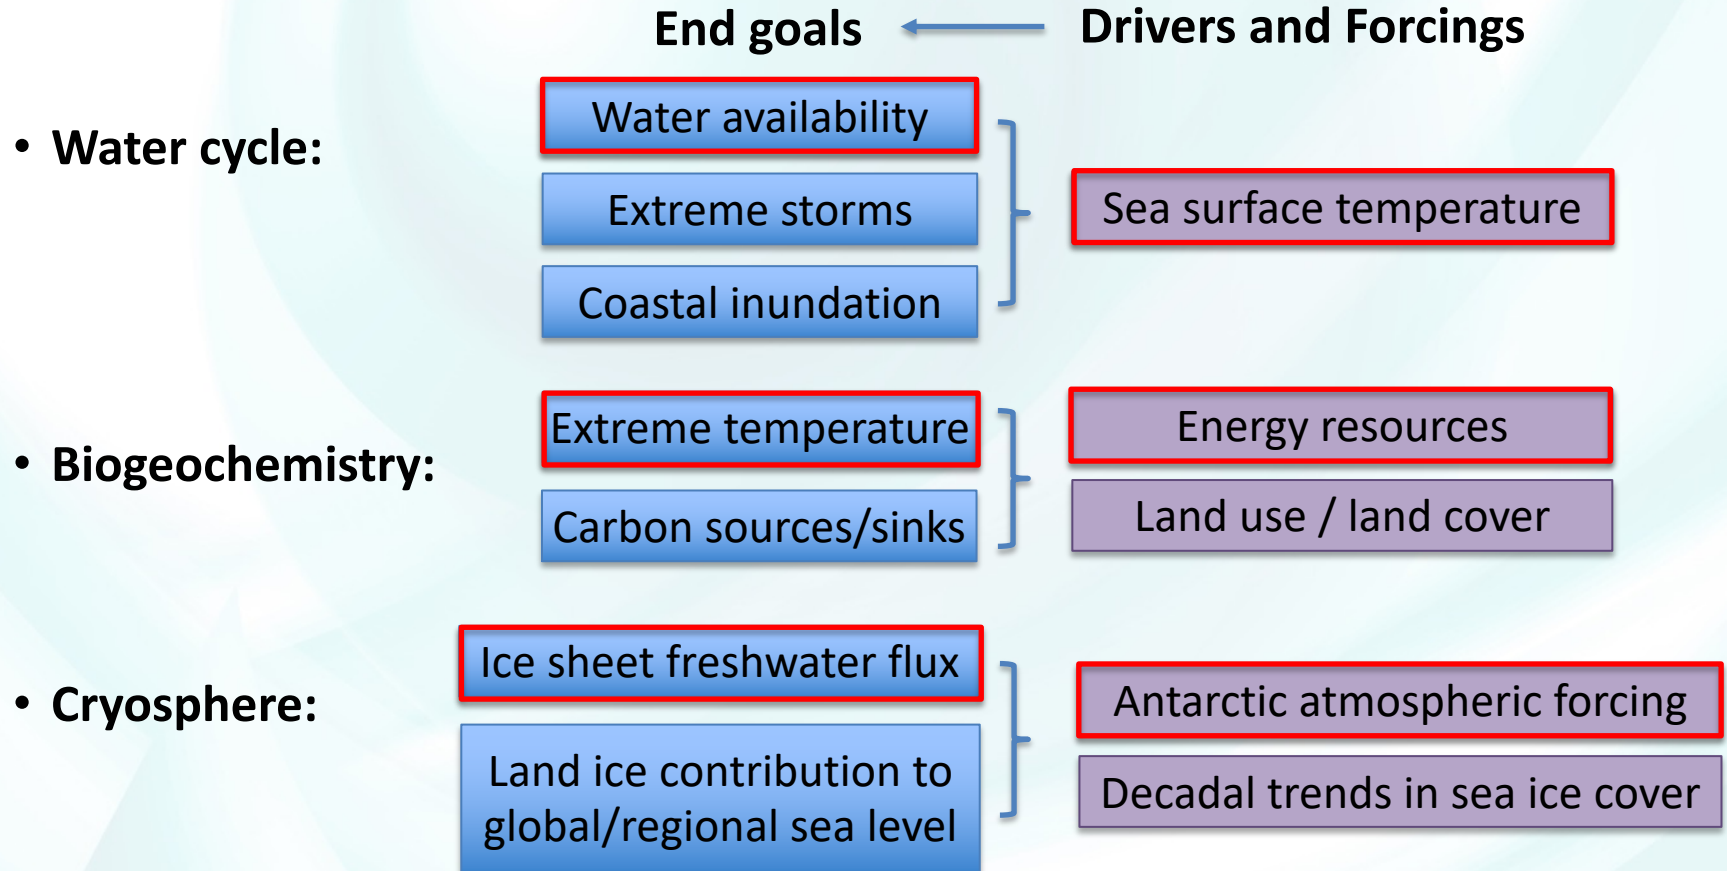 End goals
Drivers and Forcings
• Water cycle:
Water availability
Extreme storms
Coastal inundation
Sea surface temperature
• Biogeochemistry:
Extreme temperature
Carbon sources/sinks
Energy resources
Land use / land cover
• Cryosphere:
Ice sheet freshwater flux
Land ice contribution to
global/regional sea level
Antarctic atmospheric forcing
Decadal trends in sea ice cover